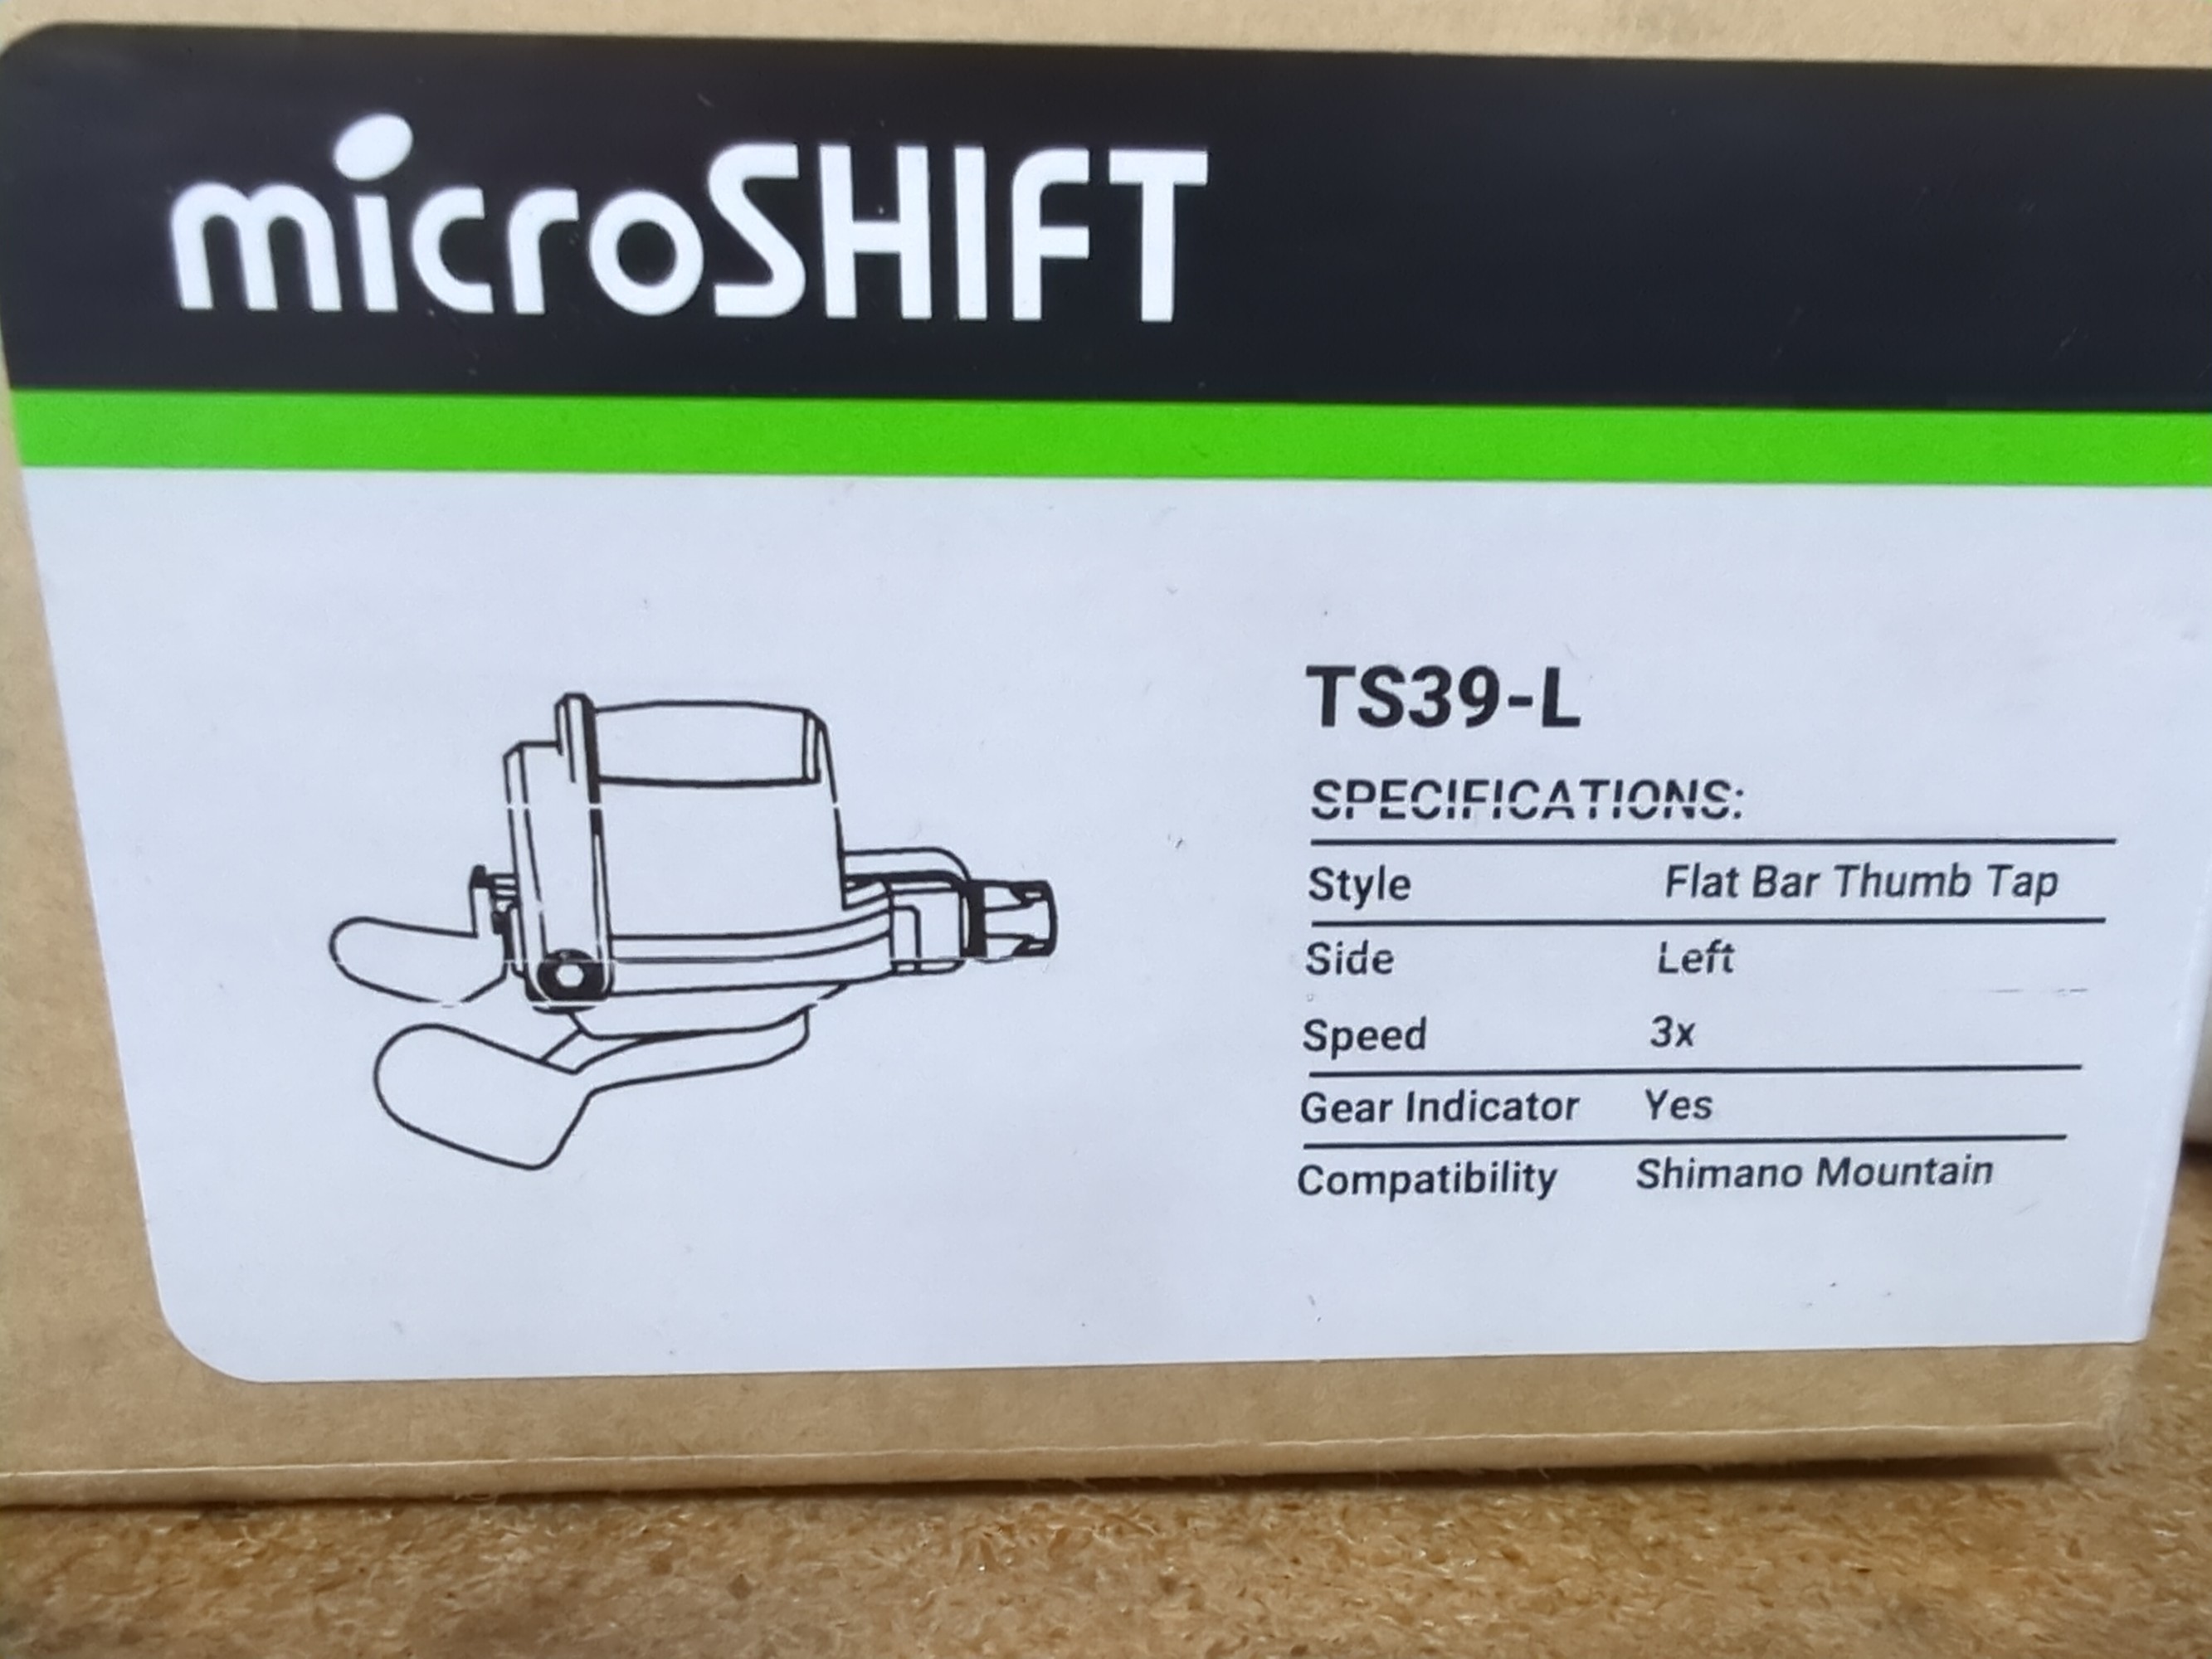 microSHIFT
TS39-L
SPECIFICATIONS:
Style Flat Bar Thumb Tap
Side Left
Speed 3x
Gear Indicator Yes
Compatibility Shimano Mountain